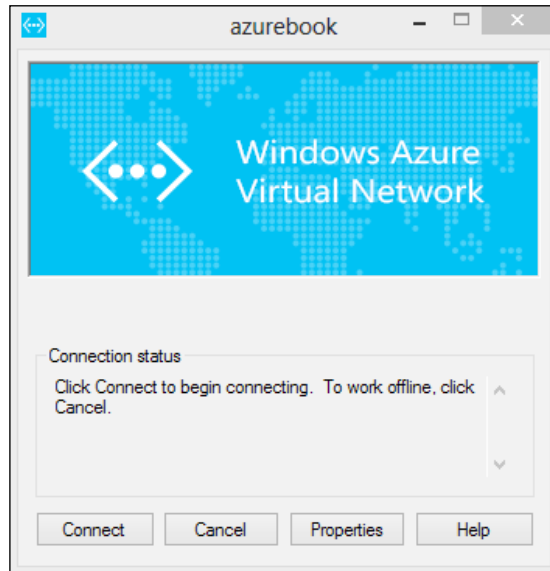 azurebook
Windows Azure
Virtual Network
Connection status
Click Connect to begin connecting.  To work offline, click
Cancel.
Connect Cancel Properties Help